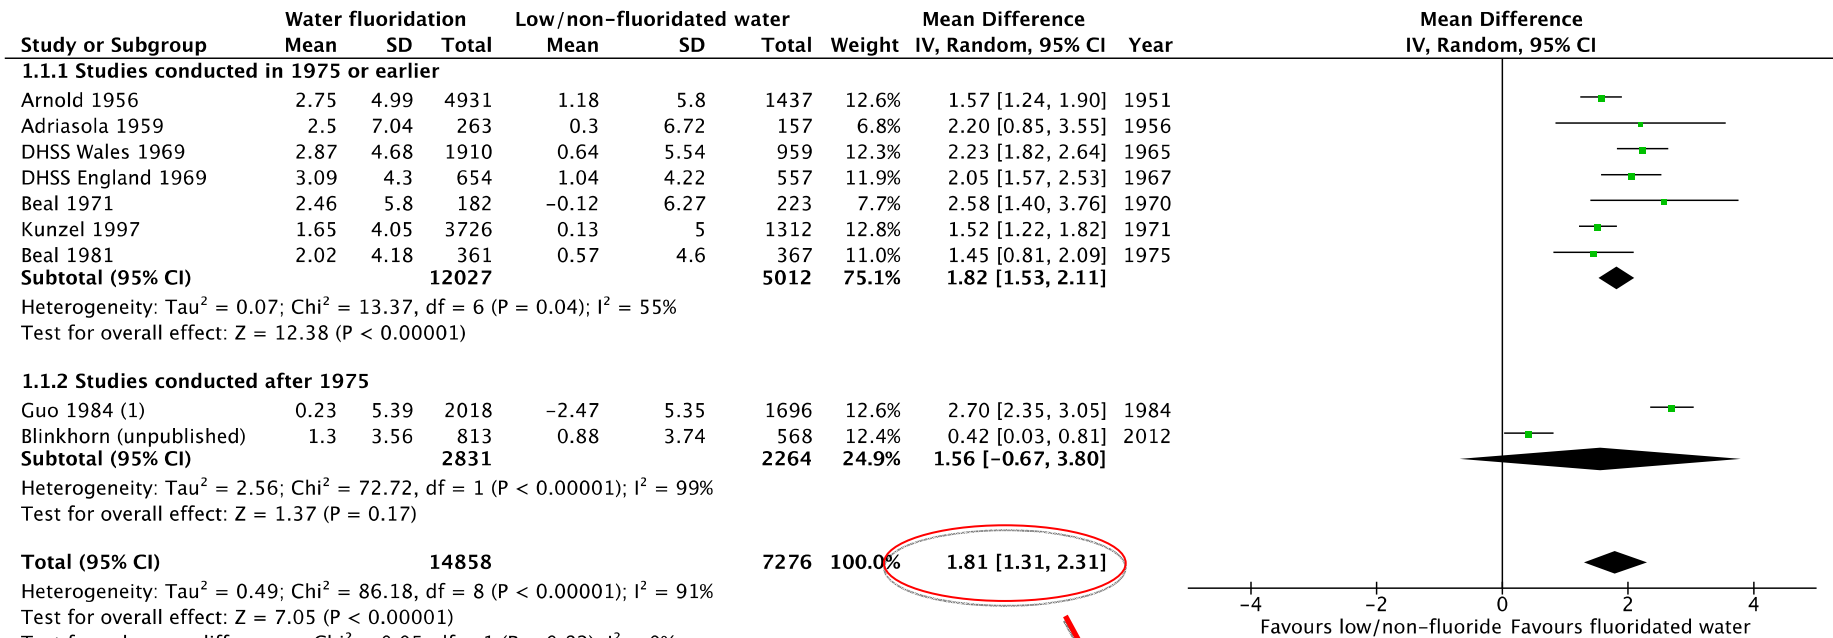 Water fluoridation Low/non-fluoridated water Mean Difference Mean Difference
Study or Subgroup Mean SD Total Mean SD Total Weight IV, Random, 95% CI Year IV, Random, 95% CI
1.1.1 Studies conducted in 1975 or earlier
Arnold 1956 2.75 4.99 4931 1.18 5.8 1437 12.6% 1.57 [1.24, 1.90] 1951
Adriasola 1959 2.5 7.04 263 0.3 6.72 157 6.8% 2.20 [0.85, 3.55] 1956
DHSS Wales 1969 2.87 4.68 1910 0.64 5.54 959 12.3% 2.23 [1.82, 2.64] 1965
DHSS England 1969 3.09 4.3 654 1.04 4.22 557 11.9% 2.05 [1.57, 2.53] 1967
Beal 1971 2.46 5.8 182 −0.12 6.27 223 7.7% 2.58 [1.40, 3.76] 1970
Kunzel 1997 1.65 4.05 3726 0.13 5 1312 12.8% 1.52 [1.22, 1.82] 1971
Beal 1981 2.02 4.18 361 0.57 4.6 367 11.0% 1.45 [0.81, 2.09] 1975
Subtotal (95% CI) 12027 5012 75.1% 1.82 [1.53, 2.11]
Heterogeneity: Tau² = 0.07; Chi² = 13.37, df = 6 (P = 0.04); I² = 55%
Test for overall effect: Z = 12.38 (P < 0.00001)
1.1.2 Studies conducted after 1975
Guo 1984 (1) 0.23 5.39 2018 −2.47 5.35 1696 12.6% 2.70 [2.35, 3.05] 1984
Blinkhorn (unpublished) 1.3 3.56 813 0.88 3.74 568 12.4% 0.42 [0.03, 0.81] 2012
Subtotal (95% CI) 2831 2264 24.9% 1.56 [−0.67, 3.80]
Heterogeneity: Tau² = 2.56; Chi² = 72.72, df = 1 (P < 0.00001); I² = 99%
Test for overall effect: Z = 1.37 (P = 0.17)
Total (95% CI) 14858 7276 100.0% 1.81 [1.31, 2.31]
Heterogeneity: Tau² = 0.49; Chi² = 86.18, df = 8 (P < 0.00001); I² = 91%
Test for overall effect: Z = 7.05 (P < 0.00001)
−4 −2 0 2 4
Favours low/non-fluoride Favours fluoridated water